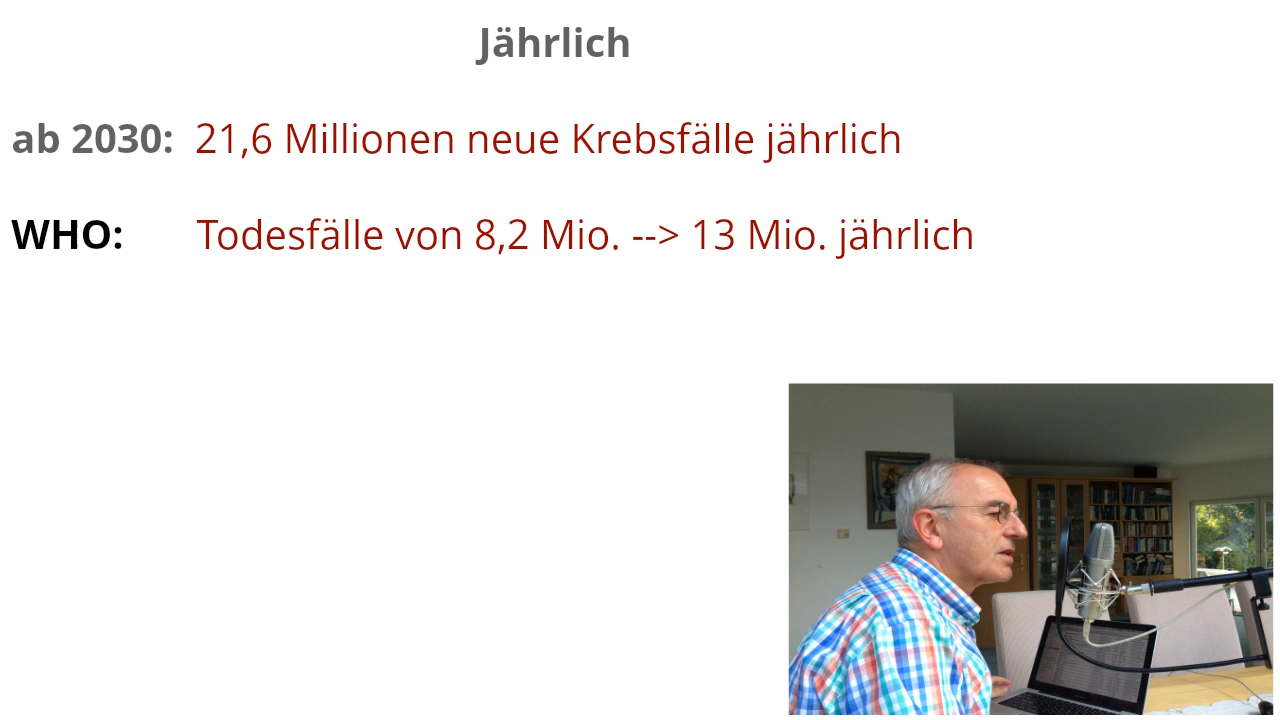 Jährlich
ab 2030: 21,6 Millionen neue Krebsfälle jährlich
WHO: Todesfälle von 8,2 Mio. --> 13 Mio. jährlich